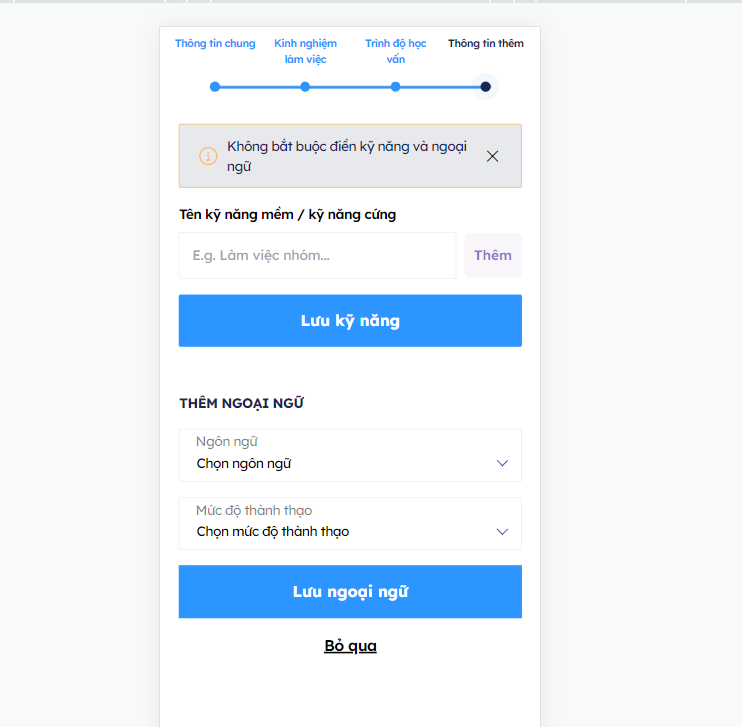 Thông tin chung
Kinh nghiệm
làm việc
Trình độ học
vấn
Thông tin thêm
Không bắt buộc điền kỹ năng và ngoại
ngữ
Tên kỹ năng mềm / kỹ năng cứng
E.g. Làm việc nhóm...
Thêm
Lưu kỹ năng
THÊM NGOẠI NGỮ
Ngôn ngữ
Chọn ngôn ngữ
Mức độ thành thạo
Chọn mức độ thành thạo
Lưu ngoại ngữ
Bỏ qua